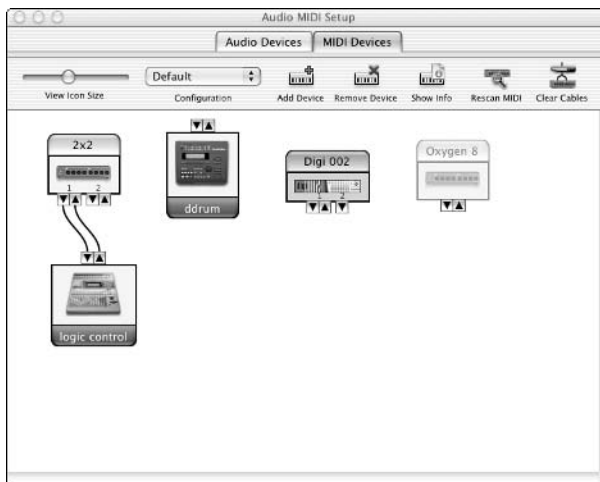 Audio MIDI Setup
Audio Devices MIDI Devices
Default
View Icon Size Configuration Add Device Remove Device Show Info Rescan MIDI Clear Cables
2x2
1 2
ddrum
Digi 002
1 2
Oxygen 8
logic control